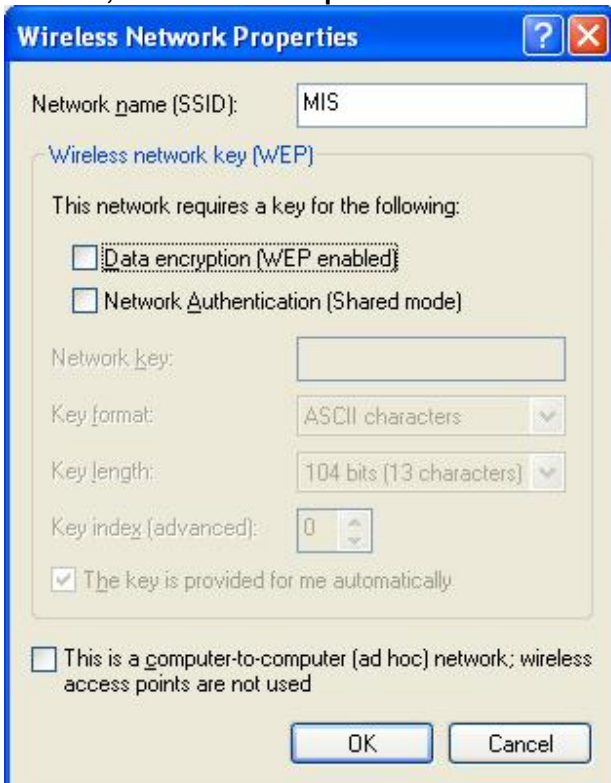 Wireless Network Properties
Network name (SSID): MIS
Wireless network key (WEP)
This network requires a key for the following:
Data encryption (WEP enabled)
Network Authentication (Shared mode)
Network key:
Key format: ASCII characters
Key length: 104 bits (13 characters)
Key index (advanced): 0
The key is provided for me automatically
This is a computer-to-computer (ad hoc) network; wireless
access points are not used
OK Cancel